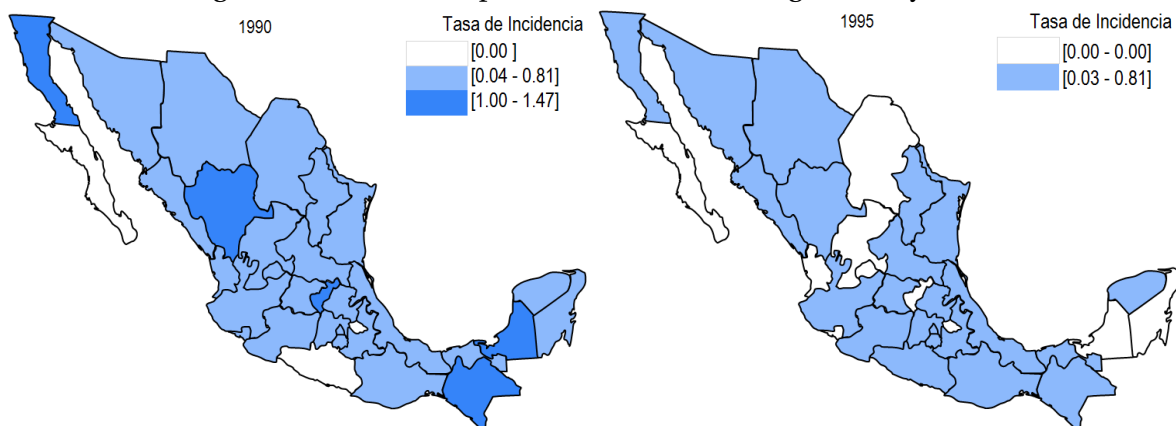 1990
Tasa de Incidencia
[0.00 ]
[0.04 - 0.81]
[1.00 - 1.47]
1995
Tasa de Incidencia
[0.00 - 0.00]
[0.03 - 0.81]